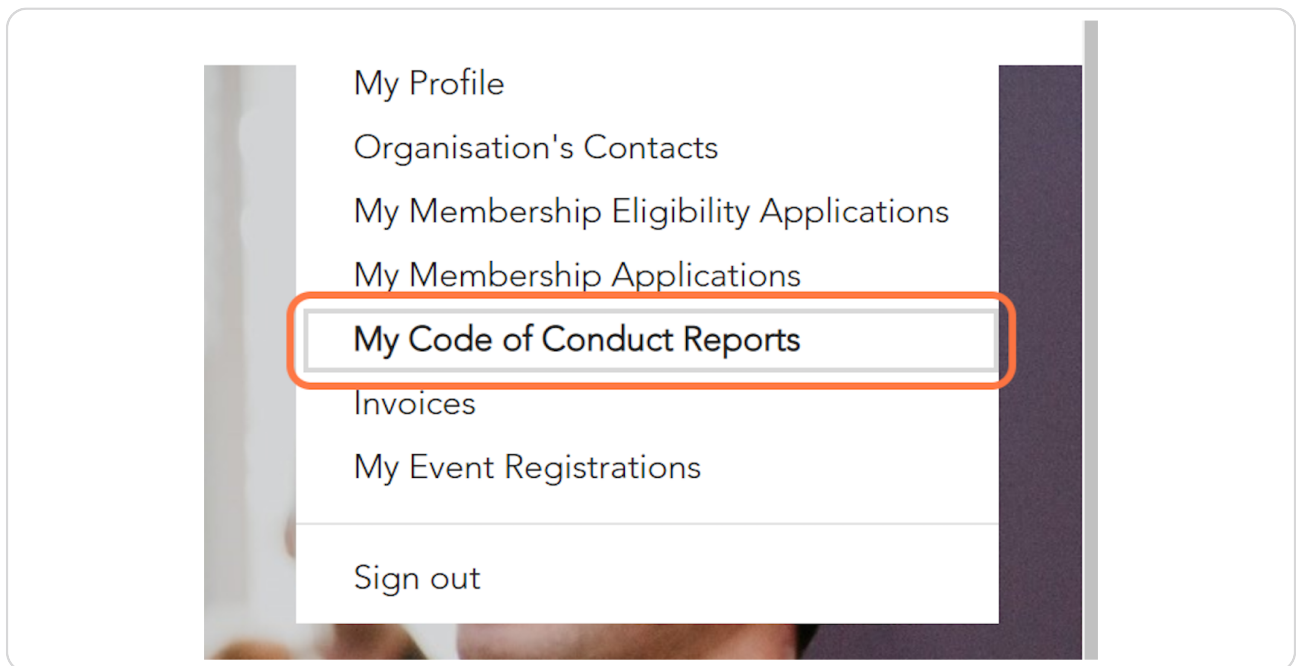 My Profile
Organisation's Contacts
My Membership Eligibility Applications
My Membership Applications
My Code of Conduct Reports
Invoices
My Event Registrations
Sign out